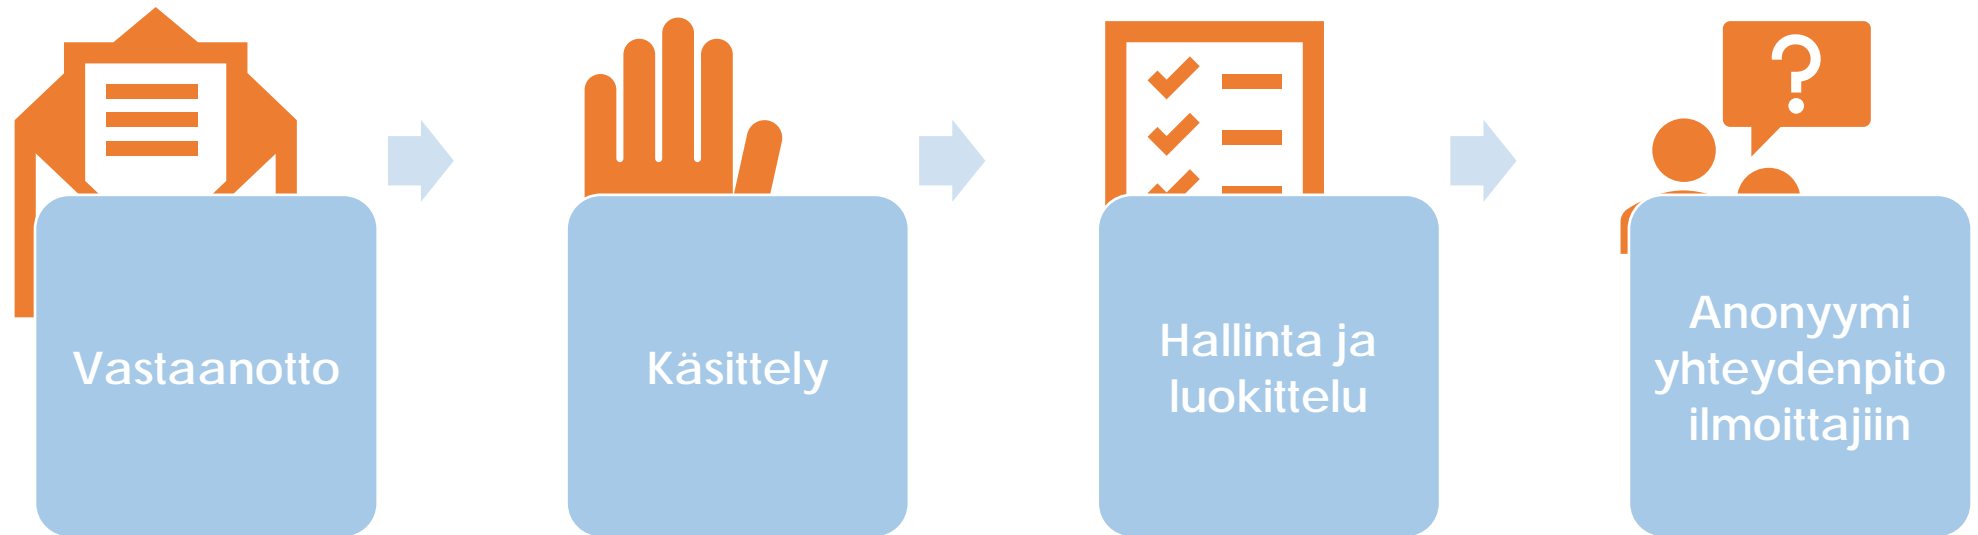 Vastaanotto
Käsittely
Hallinta ja
luokittelu
Anonyymi
yhteydenpito
ilmoittajiin